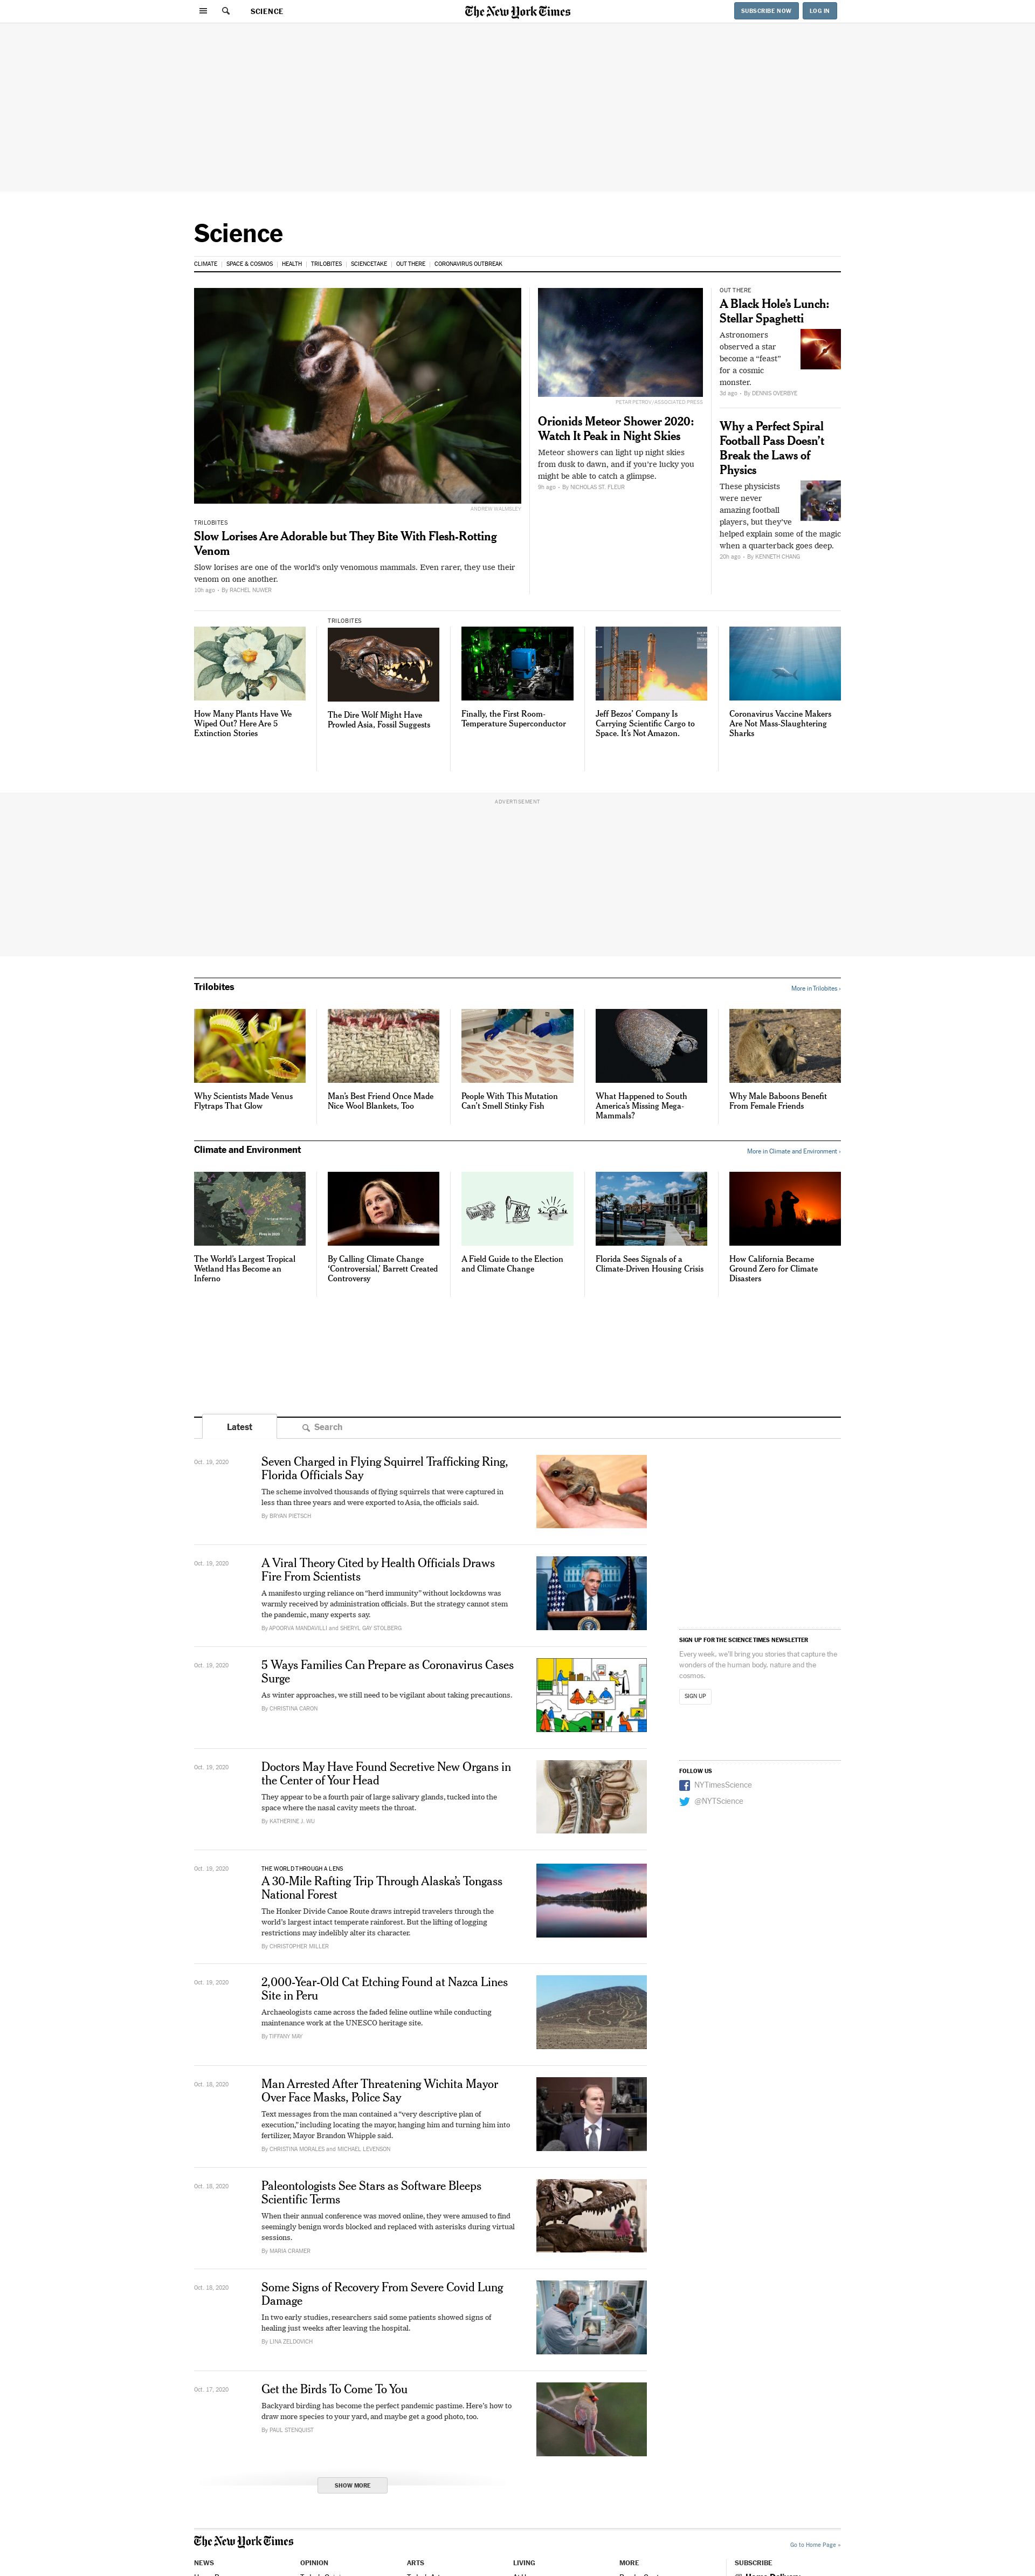 SCIENCE
The New York Times
SUBSCRIBE NOW
LOG IN
Science
CLIMATE
SPACE & COSMOS
HEALTH
TRILOBITES
SCIENCETAKE
OUT THERE
CORONAVIRUS OUTBREAK
ANDREW WALMSLEY
TRILOBITES
Slow Lorises Are Adorable but They Bite With Flesh-Rotting
Venom
Slow lorises are one of the world's only venomous mammals. Even rarer, they use their
venom on one another.
10h ago - By RACHEL NUWER
PETAR PETROV/ASSOCIATED PRESS
Orionids Meteor Shower 2020:
Watch It Peak in Night Skies
Meteor showers can light up night skies
from dusk to dawn, and if you're lucky you
might be able to catch a glimpse.
9h ago - By NICHOLAS ST. FLEUR
OUT THERE
A Black Hole's Lunch:
Stellar Spaghetti
Astronomers
observed a star
become a “feast”
for a cosmic
monster.
3d ago - By DENNIS OVERBYE
Why a Perfect Spiral
Football Pass Doesn't
Break the Laws of
Physics
These physicists
were never
amazing football
players, but they've
helped explain some of the magic
when a quarterback goes deep.
20h ago - By KENNETH CHANG
How Many Plants Have We
Wiped Out? Here Are 5
Extinction Stories
TRILOBITES
The Dire Wolf Might Have
Prowled Asia, Fossil Suggests
Finally, the First Room-
Temperature Superconductor
Jeff Bezos' Company Is
Carrying Scientific Cargo to
Space. It's Not Amazon.
Coronavirus Vaccine Makers
Are Not Mass-Slaughtering
Sharks
ADVERTISEMENT
Trilobites
More in Trilobites ›
Why Scientists Made Venus
Flytraps That Glow
Man's Best Friend Once Made
Nice Wool Blankets, Too
People With This Mutation
Can't Smell Stinky Fish
What Happened to South
America's Missing Mega-
Mammals?
Why Male Baboons Benefit
From Female Friends
Climate and Environment
More in Climate and Environment ›
The World's Largest Tropical
Wetland Has Become an
Inferno
By Calling Climate Change
‘Controversial,’ Barrett Created
Controversy
A Field Guide to the Election
and Climate Change
Florida Sees Signals of a
Climate-Driven Housing Crisis
How California Became
Ground Zero for Climate
Disasters
Latest
Search
Oct. 19, 2020
Seven Charged in Flying Squirrel Trafficking Ring,
Florida Officials Say
The scheme involved thousands of flying squirrels that were captured in
less than three years and were exported to Asia, the officials said.
By BRYAN PIETSCH
Oct. 19, 2020
A Viral Theory Cited by Health Officials Draws
Fire From Scientists
A manifesto urging reliance on “herd immunity” without lockdowns was
warmly received by administration officials. But the strategy cannot stem
the pandemic, many experts say.
By APOORVA MANDAVILLI and SHERYL GAY STOLBERG
Oct. 19, 2020
5 Ways Families Can Prepare as Coronavirus Cases
Surge
As winter approaches, we still need to be vigilant about taking precautions.
By CHRISTINA CARON
Oct. 19, 2020
Doctors May Have Found Secretive New Organs in
the Center of Your Head
They appear to be a fourth pair of large salivary glands, tucked into the
space where the nasal cavity meets the throat.
By KATHERINE J. WU
Oct. 19, 2020
THE WORLD THROUGH A LENS
A 30-Mile Rafting Trip Through Alaska's Tongass
National Forest
The Honker Divide Canoe Route draws intrepid travelers through the
world's largest intact temperate rainforest. But the lifting of logging
restrictions may indelibly alter its character.
By CHRISTOPHER MILLER
Oct. 19, 2020
2,000-Year-Old Cat Etching Found at Nazca Lines
Site in Peru
Archaeologists came across the faded feline outline while conducting
maintenance work at the UNESCO heritage site.
By TIFFANY MAY
Oct. 18, 2020
Man Arrested After Threatening Wichita Mayor
Over Face Masks, Police Say
Text messages from the man contained a “very descriptive plan of
execution,” including locating the mayor, hanging him and turning him into
fertilizer, Mayor Brandon Whipple said.
By CHRISTINA MORALES and MICHAEL LEVENSON
Oct. 18, 2020
Paleontologists See Stars as Software Bleeps
Scientific Terms
When their annual conference was moved online, they were amused to find
seemingly benign words blocked and replaced with asterisks during virtual
sessions.
By MARIA CRAMER
Oct. 18, 2020
Some Signs of Recovery From Severe Covid Lung
Damage
In two early studies, researchers said some patients showed signs of
healing just weeks after leaving the hospital.
By LINA ZELDOVICH
Oct. 17, 2020
Get the Birds To Come To You
Backyard birding has become the perfect pandemic pastime. Here's how to
draw more species to your yard, and maybe get a good photo, too.
By PAUL STENQUIST
SHOW MORE
SIGN UP FOR THE SCIENCE TIMES NEWSLETTER
Every week, we'll bring you stories that capture the
wonders of the human body, nature and the
cosmos.
SIGN UP
FOLLOW US
NYTimesScience
@NYTScience
The New York Times
Go to Home Page »
NEWS
OPINION
ARTS
LIVING
MORE
SUBSCRIBE